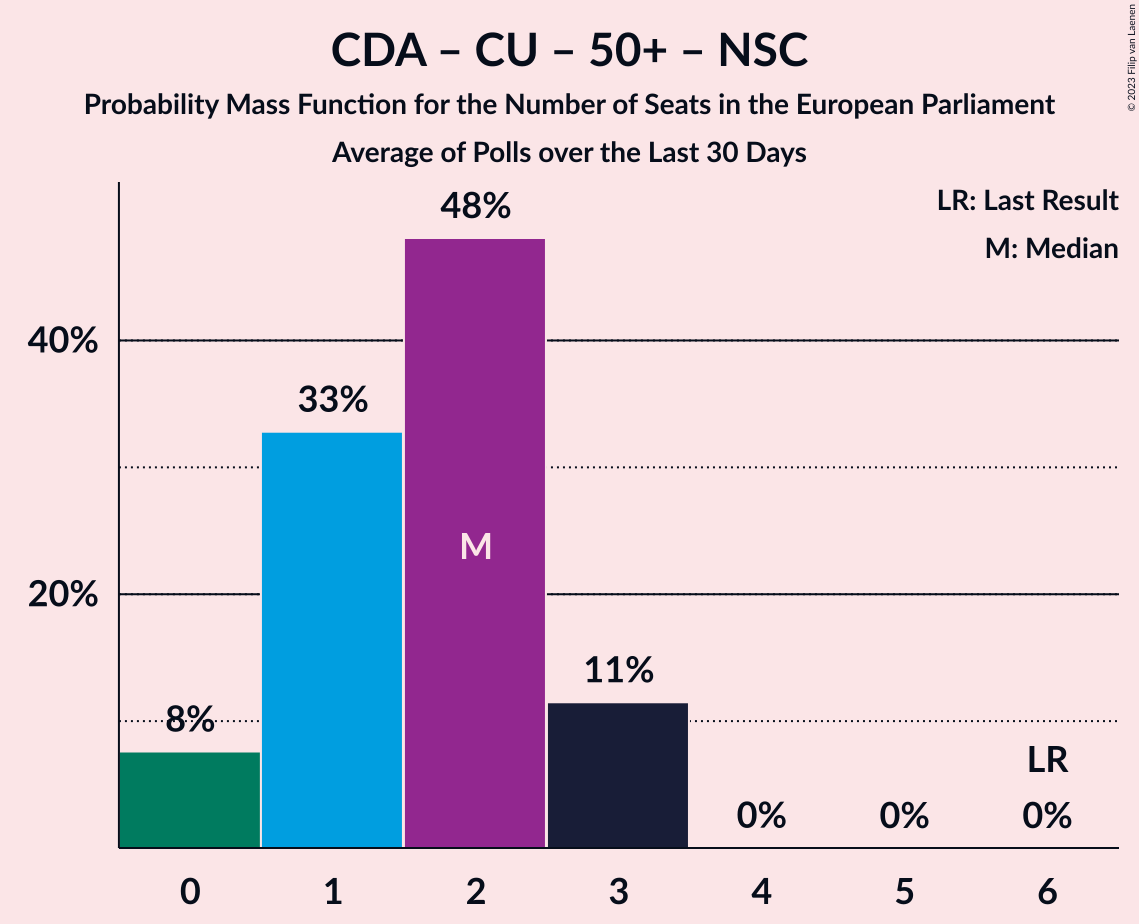 CDA – CU – 50+ – NSC
Probability Mass Function for the Number of Seats in the European Parliament
Average of Polls over the Last 30 Days
© 2023 Filip van Laenen
LR: Last Result
M: Median
48%
40%
33%
M
20%
11%
8%
LR
0%
0%
0%
0
1
2
3
4
5
6